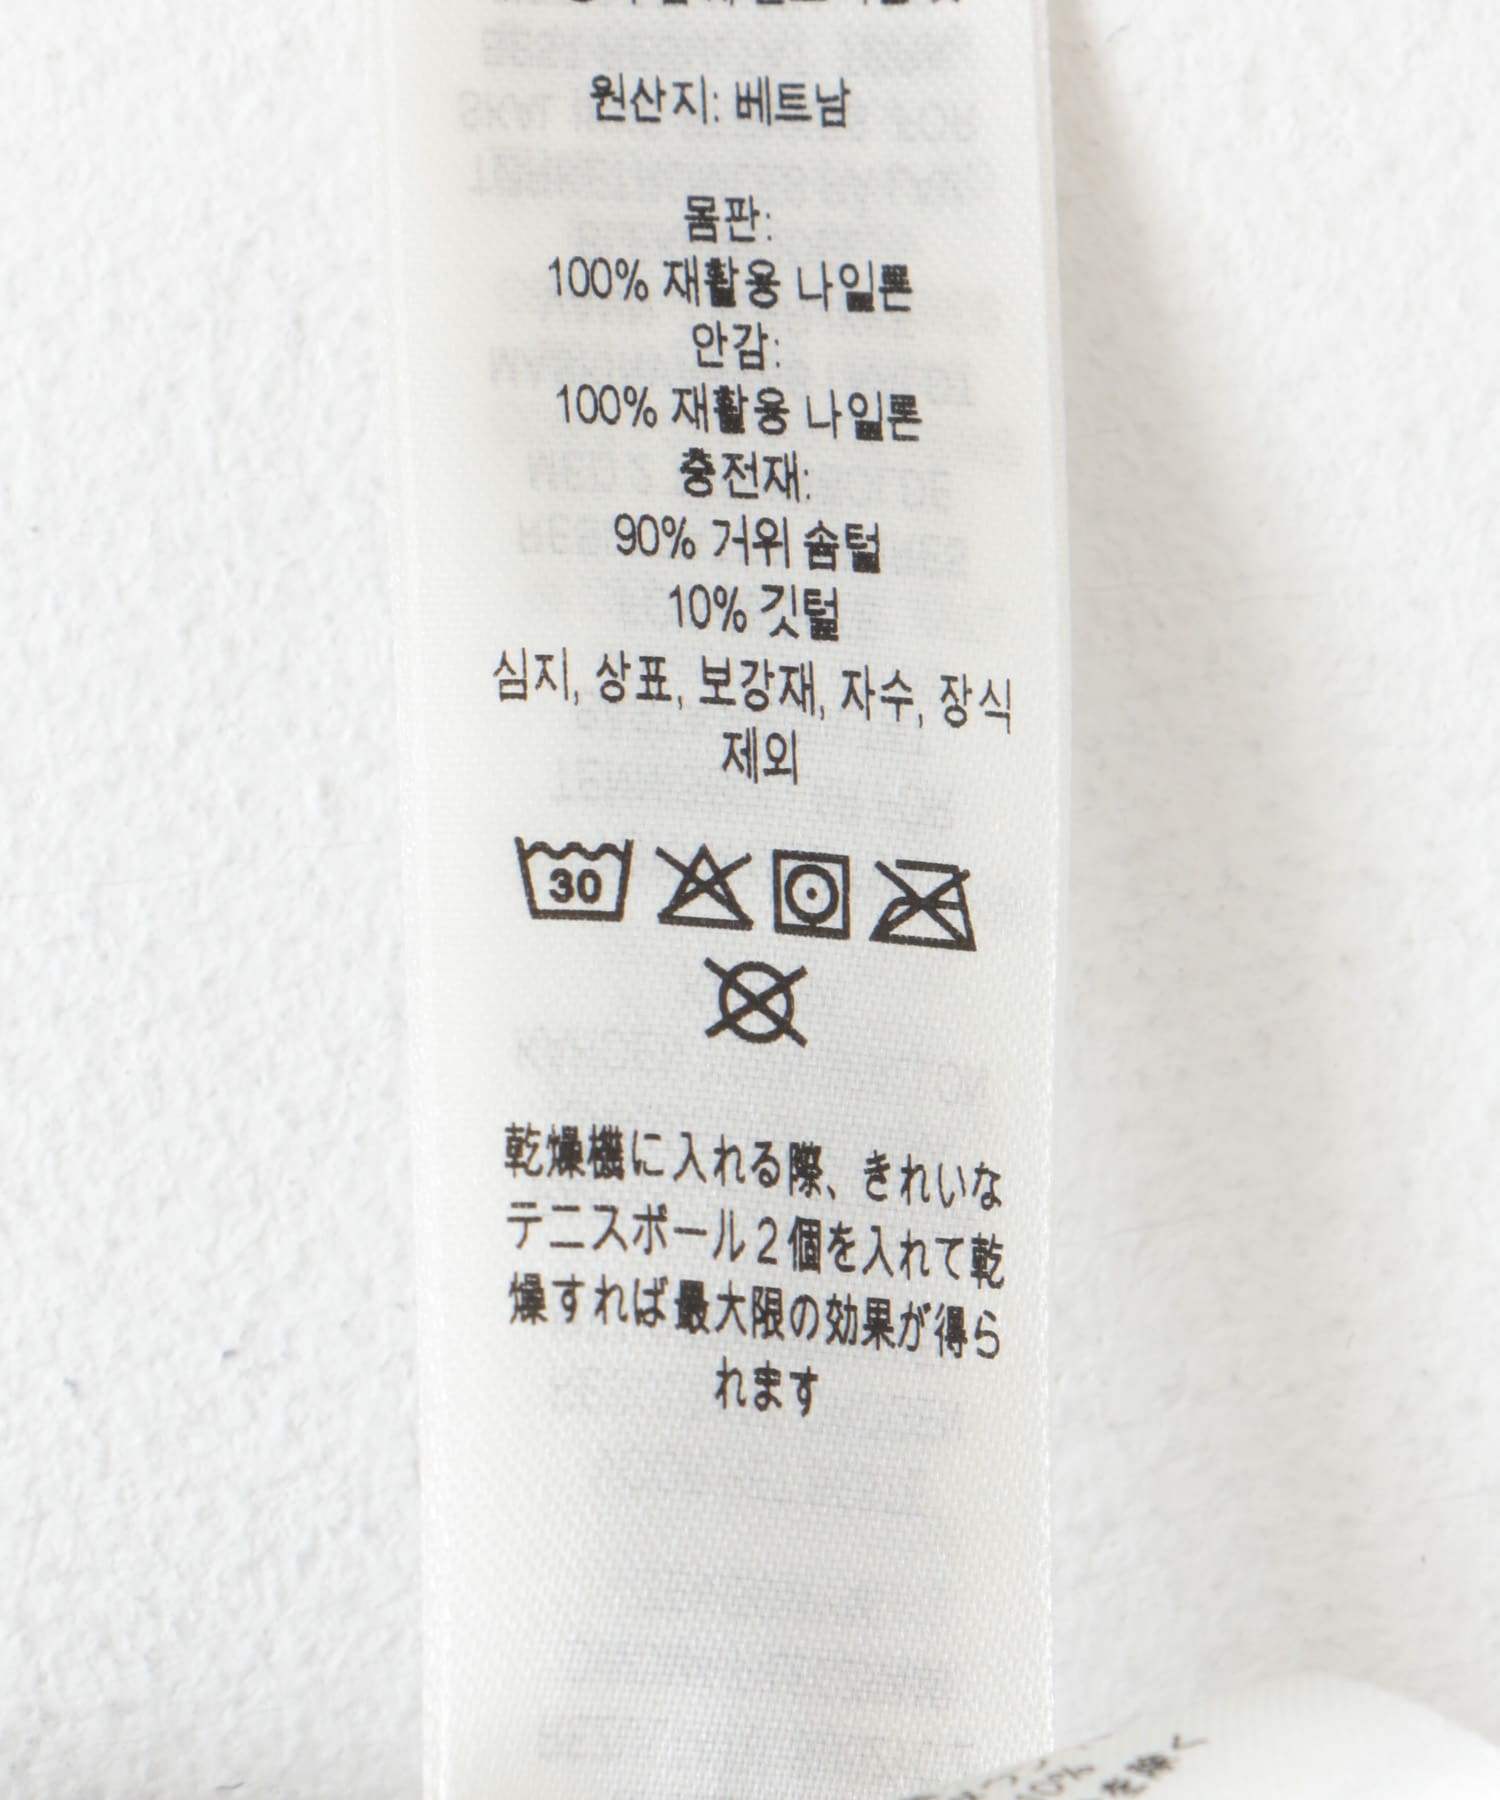 원산지: 베트남
몸판:
100% 재활용 나일론
안감:
100% 재활용 나일론
충전재:
90% 거위 솜털
10% 깃털
심지, 상표, 보강재, 자수, 장식
제외
30
乾燥機に入れる際、きれいな
テニスボール2個を入れて乾
燥すれば最大限の効果が得ら
れます
を除く